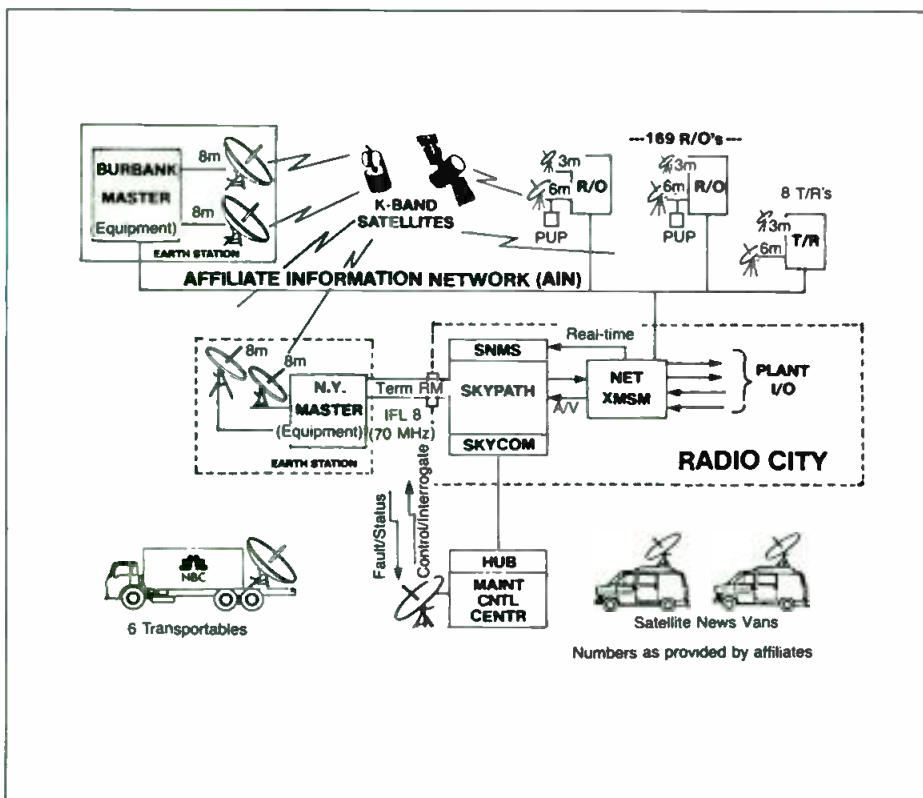 ---169 R/O's---
BURBANK
MASTER
(Equipment)
8m
8m
EARTH STATION
K-BAND
SATELLITES
3m
6m
R/O
PUP
3m
6m
R/O
PUP
8 T/R's
3m
6m
T/R
AFFILIATE INFORMATION NETWORK (AIN)
8m
8m
N.Y.
MASTER
(Equipment)
EARTH STATION
Term RM
IFL 8
(70 MHz)
SNMS
SKYPATH
SKYCOM
Real-time
A/V
NET
XMSM
PLANT
I/O
RADIO CITY
Fault/Status
Control/Interrogate
HUB
MAINT
CNTL
CENTR
NBC
6 Transportables
Satellite News Vans
Numbers as provided by affiliates